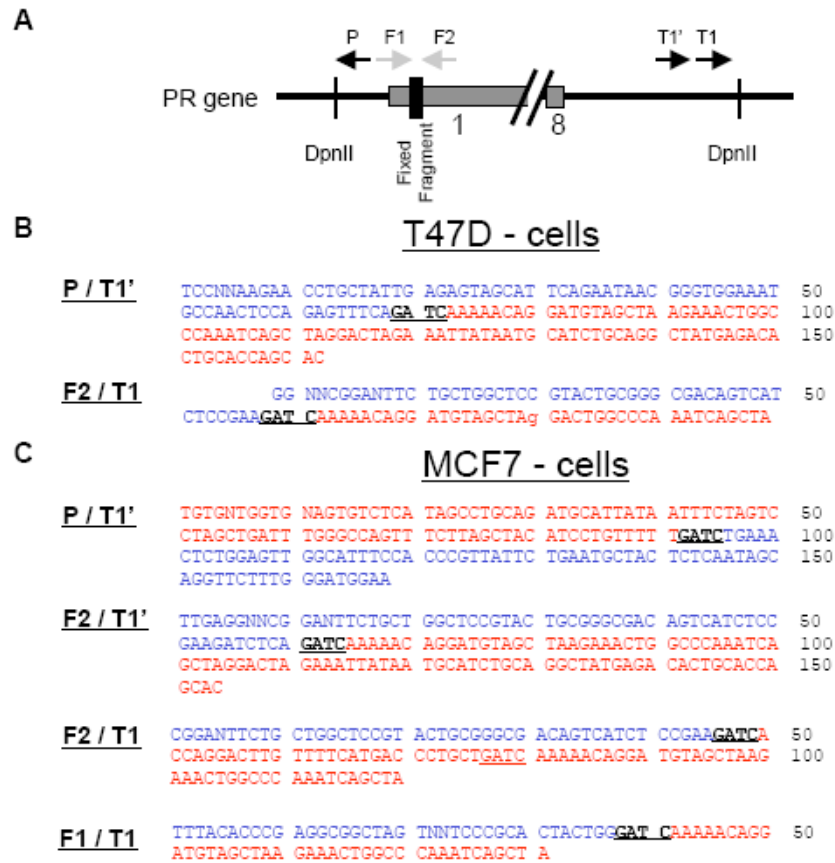 A
P F1 F2 T1' T1
PR gene
1 8
DpnII Fixed Fragment DpnII
B
T47D - cells
P / T1'
TCCNNAAGAA CCTGCTATTG AGAGTAGCAT TCAGAATAAC GGGTGGAAAT 50
GCCAACTCCA GAGTTTCAGA TCAAAAACAG GATGTAGCTA AGAAACTGGC 100
CCAAATCAGC TAGGACTAGA AATTATAATG CATCTGCAGG CTATGAGACA 150
CTGCACCAGC AC
F2 / T1
GG NNCGGANTTC TGCTGGCTCC GTACTGCGGG CGACAGTCAT 50
CTCCGAAGAT CAAAAACAGG ATGTAGCTAg GACTGGCCCA AATCAGCTA
C
MCF7 - cells
P / T1'
TGTGNTGGTG NAGTGTCTCA TAGCCTGCAG ATGCATTATA ATTTCTAGTC 50
CTAGCTGATT TGGGCCAGTT TCTTAGCTAC ATCCTGTTTT TGATCTGAAA 100
CTCTGGAGTT GGCATTTCCA CCCGTTATTC TGAATGCTAC TCTCAATAGC 150
AGGTTCTTTG GGATGGAA
F2 / T1'
TTGAGGNNCG GANTTCTGCT GGCTCCGTAC TGCGGGCGAC AGTCATCTCC 50
GAAGATCTCA GATCAAAAAC AGGATGTAGC TAAGAAACTG GCCCAAATCA 100
GCTAGGACTA GAAATTATAA TGCATCTGCA GGCTATGAGA CACTGCACCA 150
GCAC
F2 / T1
CGGANTTCTG CTGGCTCCGT ACTGCGGGCG ACAGTCATCT CCGAAGATCA 50
CCAGGACTTG TTTTCATGAC CCTGCTGATC AAAAACAGGA TGTAGCTAAG 100
AAACTGGCCC AAATCAGCTA
F1 / T1
TTTACACCCG AGGCGGCTAG TNNTCCCGCA CTACTGGGAT CAAAAACAGG 50
ATGTAGCTAA GAAACTGGCC CAAATCAGCT A